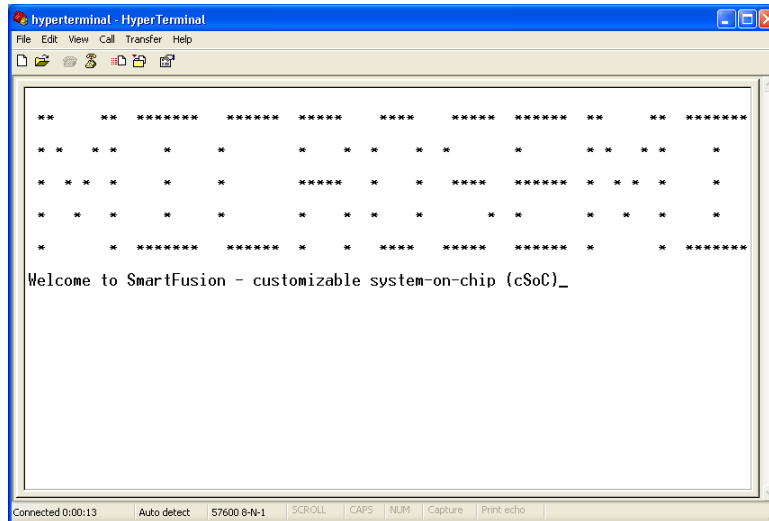 hyperterminal - HyperTerminal
File Edit View Call Transfer Help
**      **  *******   ******  *****    ****    *****  ******  **     **  *******
* *    * *     *     *        *    *  *    *  *       *       * *   * *     *
*  * *  *     *     *        *****   *    *   ****   ******  *  * *  *     *
*   *   *     *     *        *    *  *    *       *  *       *   *   *     *
*       *  *******   ******  *    *   ****   *****   ******  *       *  *******
Welcome to SmartFusion - customizable system-on-chip (cSoC)_
Connected 0:00:13 Auto detect 57600 8-N-1 SCROLL CAPS NUM Capture Print echo